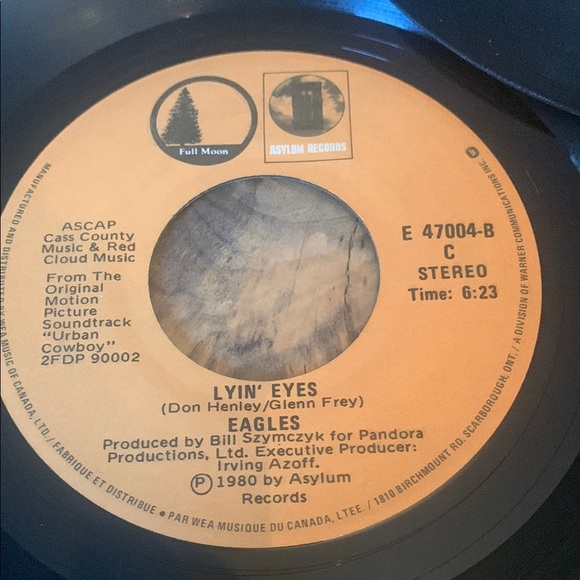 Full Moon
ASYLUM RECORDS
ASCAP
Cass County
Music & Red
Cloud Music
From The
Original
Motion
Picture
Soundtrack
"Urban
Cowboy"
2FDP 90002
E 47004-B
C
STEREO
Time: 6:23
LYIN' EYES
(Don Henley/Glenn Frey)
EAGLES
Produced by Bill Szymczyk for Pandora
Productions, Ltd. Executive Producer:
Irving Azoff.
Ⓟ 1980 by Asylum
Records
MANUFACTURED AND DISTRIBUTED BY WEA MUSIC OF CANADA, LTD./ FABRIQUE ET DISTRIBUE • PAR WEA MUSIQUE DU CANADA, LTEE. / 1810 BIRCHMOUNT RD. SCARBOROUGH, ONT. / A DIVISION OF WARNER COMMUNICATIONS INC.